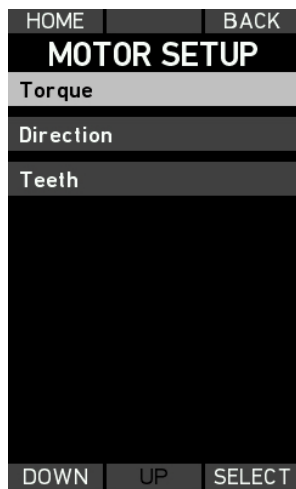 HOME BACK
MOTOR SETUP
Torque
Direction
Teeth
DOWN UP SELECT